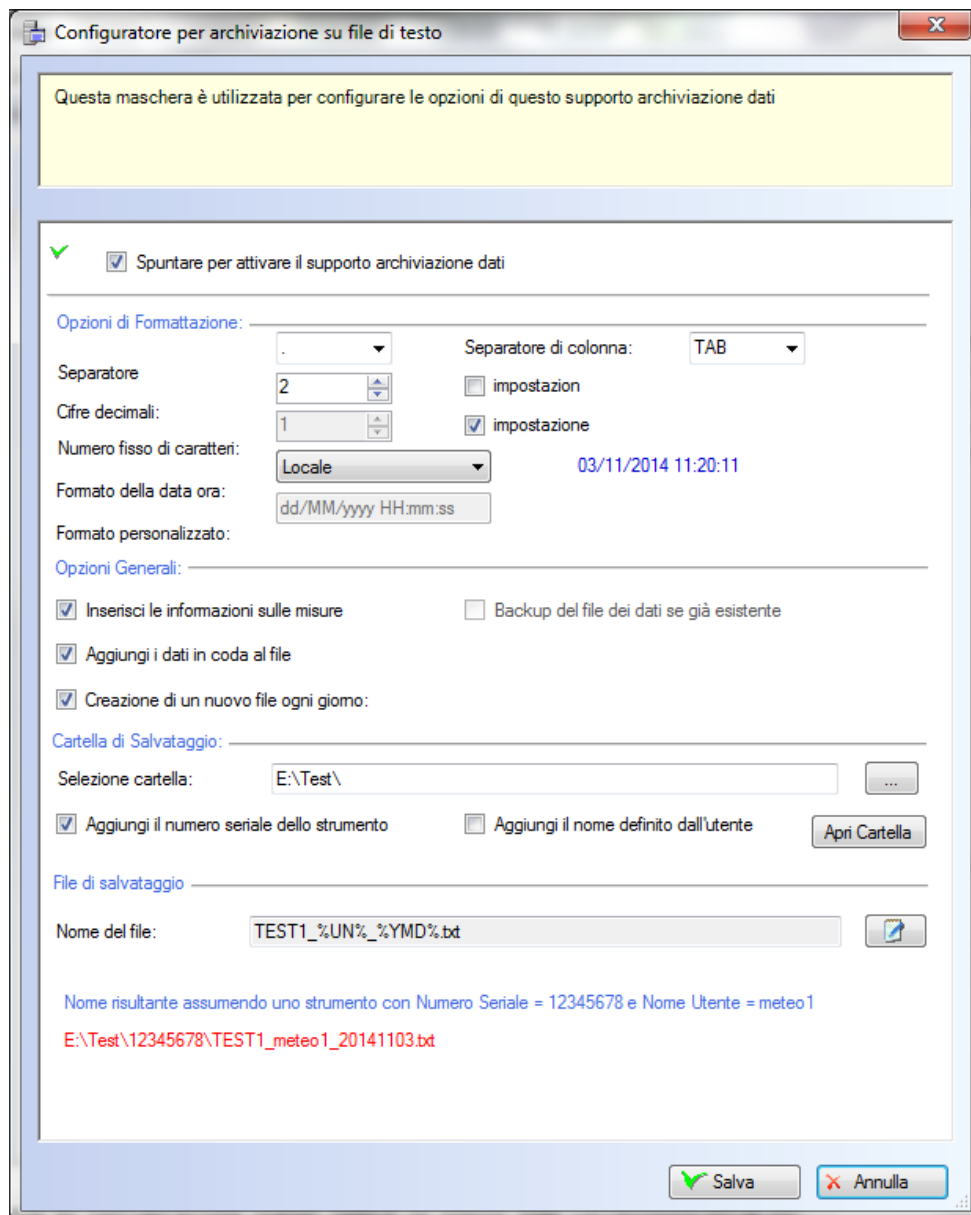 Configuratore per archiviazione su file di testo
Questa maschera è utilizzata per configurare le opzioni di questo supporto archiviazione dati
Spuntare per attivare il supporto archiviazione dati
Opzioni di Formattazione:
. Separatore di colonna: TAB
Separatore
2 impostazion
Cifre decimali:
1 impostazione
Numero fisso di caratteri:
Locale 03/11/2014 11:20:11
Formato della data ora:
dd/MM/yyyy HH:mm:ss
Formato personalizzato:
Opzioni Generali:
Inserisci le informazioni sulle misure Backup del file dei dati se già esistente
Aggiungi i dati in coda al file
Creazione di un nuovo file ogni giorno:
Cartella di Salvataggio:
Selezione cartella: E:\Test\ ...
Aggiungi il numero seriale dello strumento Aggiungi il nome definito dall'utente Apri Cartella
File di salvataggio
Nome del file: TEST1_%UN%_%YMD%.txt
Nome risultante assumendo uno strumento con Numero Seriale = 12345678 e Nome Utente = meteo1
E:\Test\12345678\TEST1_meteo1_20141103.txt
Salva Annulla